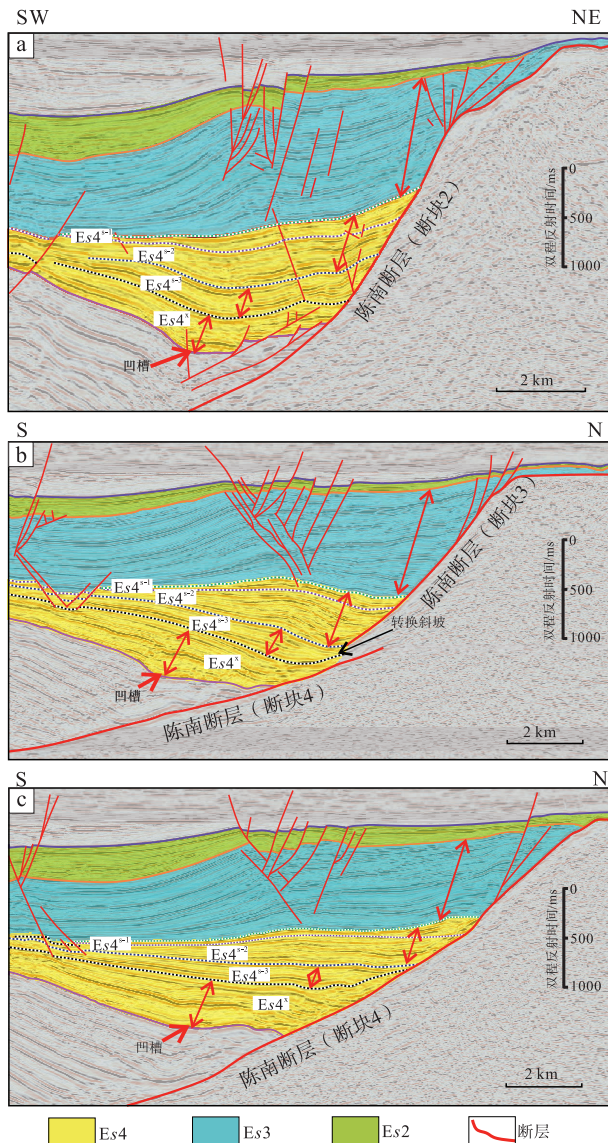 SW NE
a
0
500
1000
双程反射时间/ms
陈南断层(断块2)
Es4ˢ⁻¹
Es4ˢ⁻²
Es4ˢ⁻³
Es4ˣ
凹槽
2 km
S N
b
0
500
1000
双程反射时间/ms
陈南断层(断块3)
Es4ˢ⁻¹
Es4ˢ⁻²
Es4ˢ⁻³
转换斜坡
Es4ˣ
凹槽
陈南断层(断块4)
2 km
S N
c
0
500
1000
双程反射时间/ms
Es4ˢ⁻¹
Es4ˢ⁻²
Es4ˢ⁻³
Es4ˣ
凹槽
陈南断层(断块4)
2 km
Es4 Es3 Es2 断层